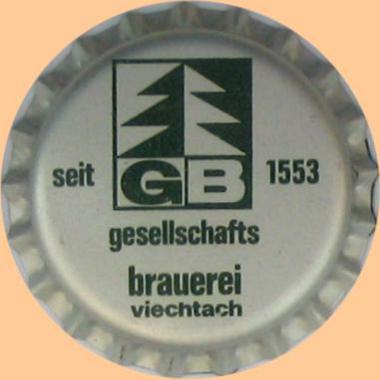 seit GB 1553
gesellschafts
brauerei
viechtach